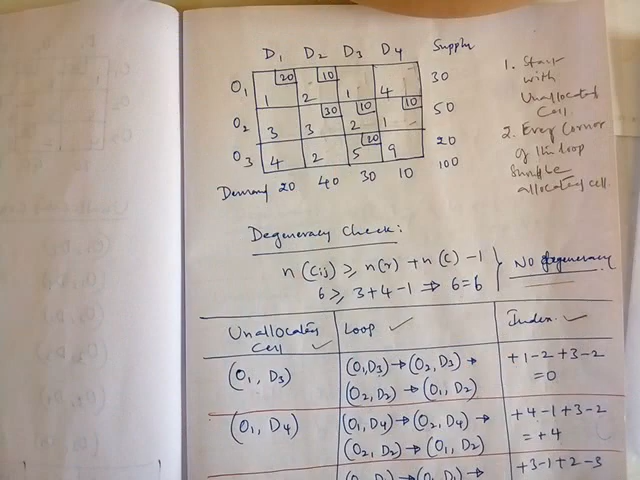 D1 D2 D3 D4 Supply
O1 1 20 2 10 1 4 30
O2 3 3 30 2 10 1 10 50
O3 4 2 5 20 9 20
Demand 20 40 30 10 100
1. Start
with
Unallocated
Cell.
2. Every Corner
of the loop
allocated cell.
Degeneracy Check:
n(Cij) ≥ n(r) + n(c) - 1
6 ≥ 3+4-1 ⇒ 6=6
No degeneracy
Unallocated Cell ✓ Loop ✓ Index ✓
(O1, D3) (O1D3) → (O2, D3) → +1-2+3-2
(O2, D2) → (O1, D2) =0
(O1, D4) (O1, D4) → (O2, D4) → +4-1+3-2
(O2, D2) → (O1, D2) = +4
+3-1+2-3